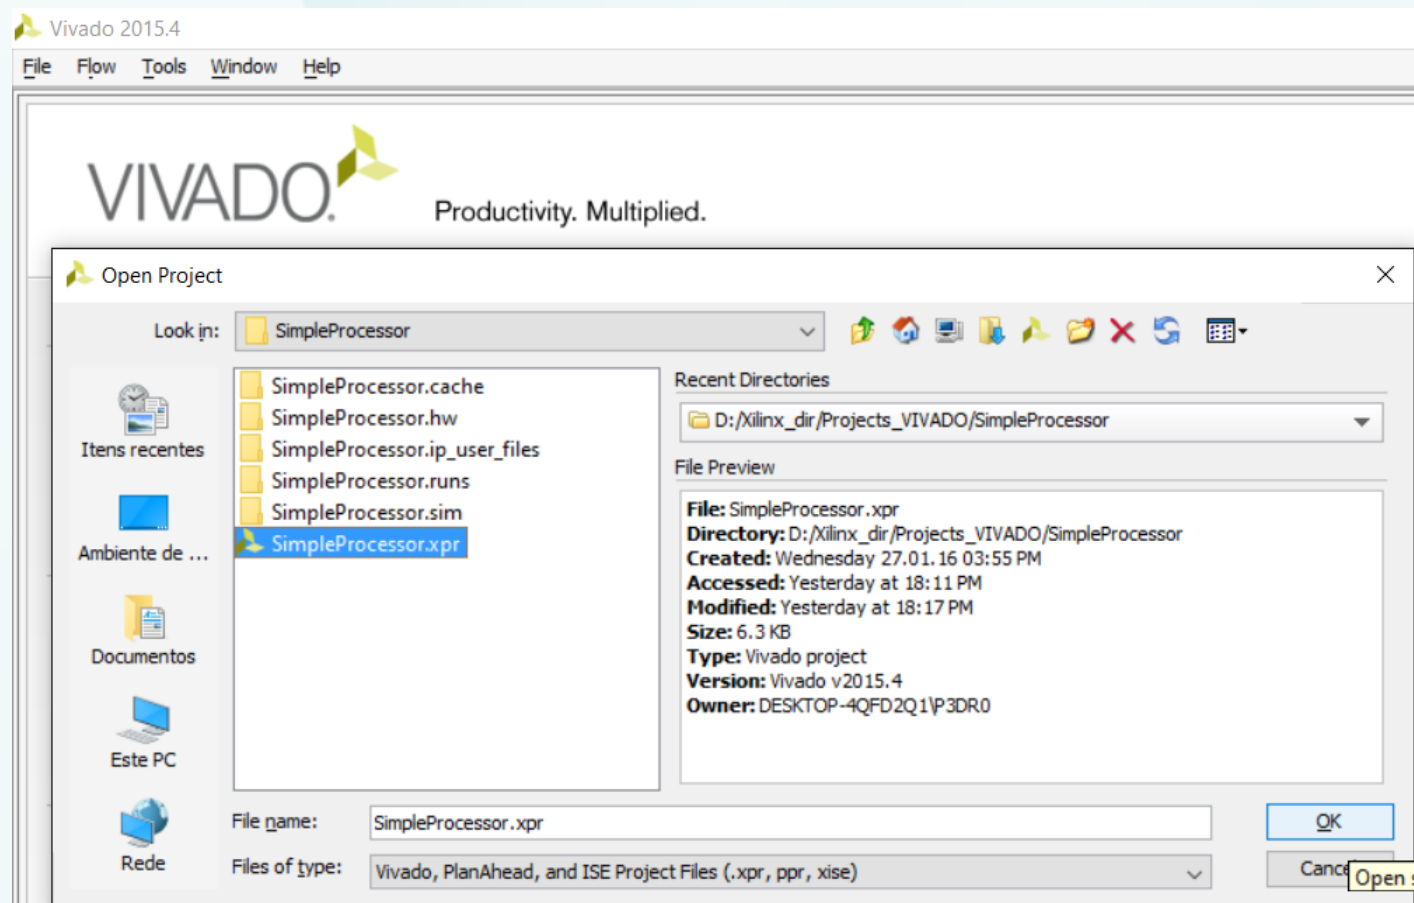 Vivado 2015.4
File Flow Tools Window Help
VIVADO.
Productivity. Multiplied.
Open Project
Look in: SimpleProcessor
Itens recentes
Ambiente de ...
Documentos
Este PC
Rede
SimpleProcessor.cache
SimpleProcessor.hw
SimpleProcessor.ip_user_files
SimpleProcessor.runs
SimpleProcessor.sim
SimpleProcessor.xpr
Recent Directories
D:/Xilinx_dir/Projects_VIVADO/SimpleProcessor
File Preview
File: SimpleProcessor.xpr
Directory: D:/Xilinx_dir/Projects_VIVADO/SimpleProcessor
Created: Wednesday 27.01.16 03:55 PM
Accessed: Yesterday at 18:11 PM
Modified: Yesterday at 18:17 PM
Size: 6.3 KB
Type: Vivado project
Version: Vivado v2015.4
Owner: DESKTOP-4QFD2Q1\P3DR0
File name: SimpleProcessor.xpr
OK
Files of type: Vivado, PlanAhead, and ISE Project Files (.xpr, ppr, xise)
Cance
Open s